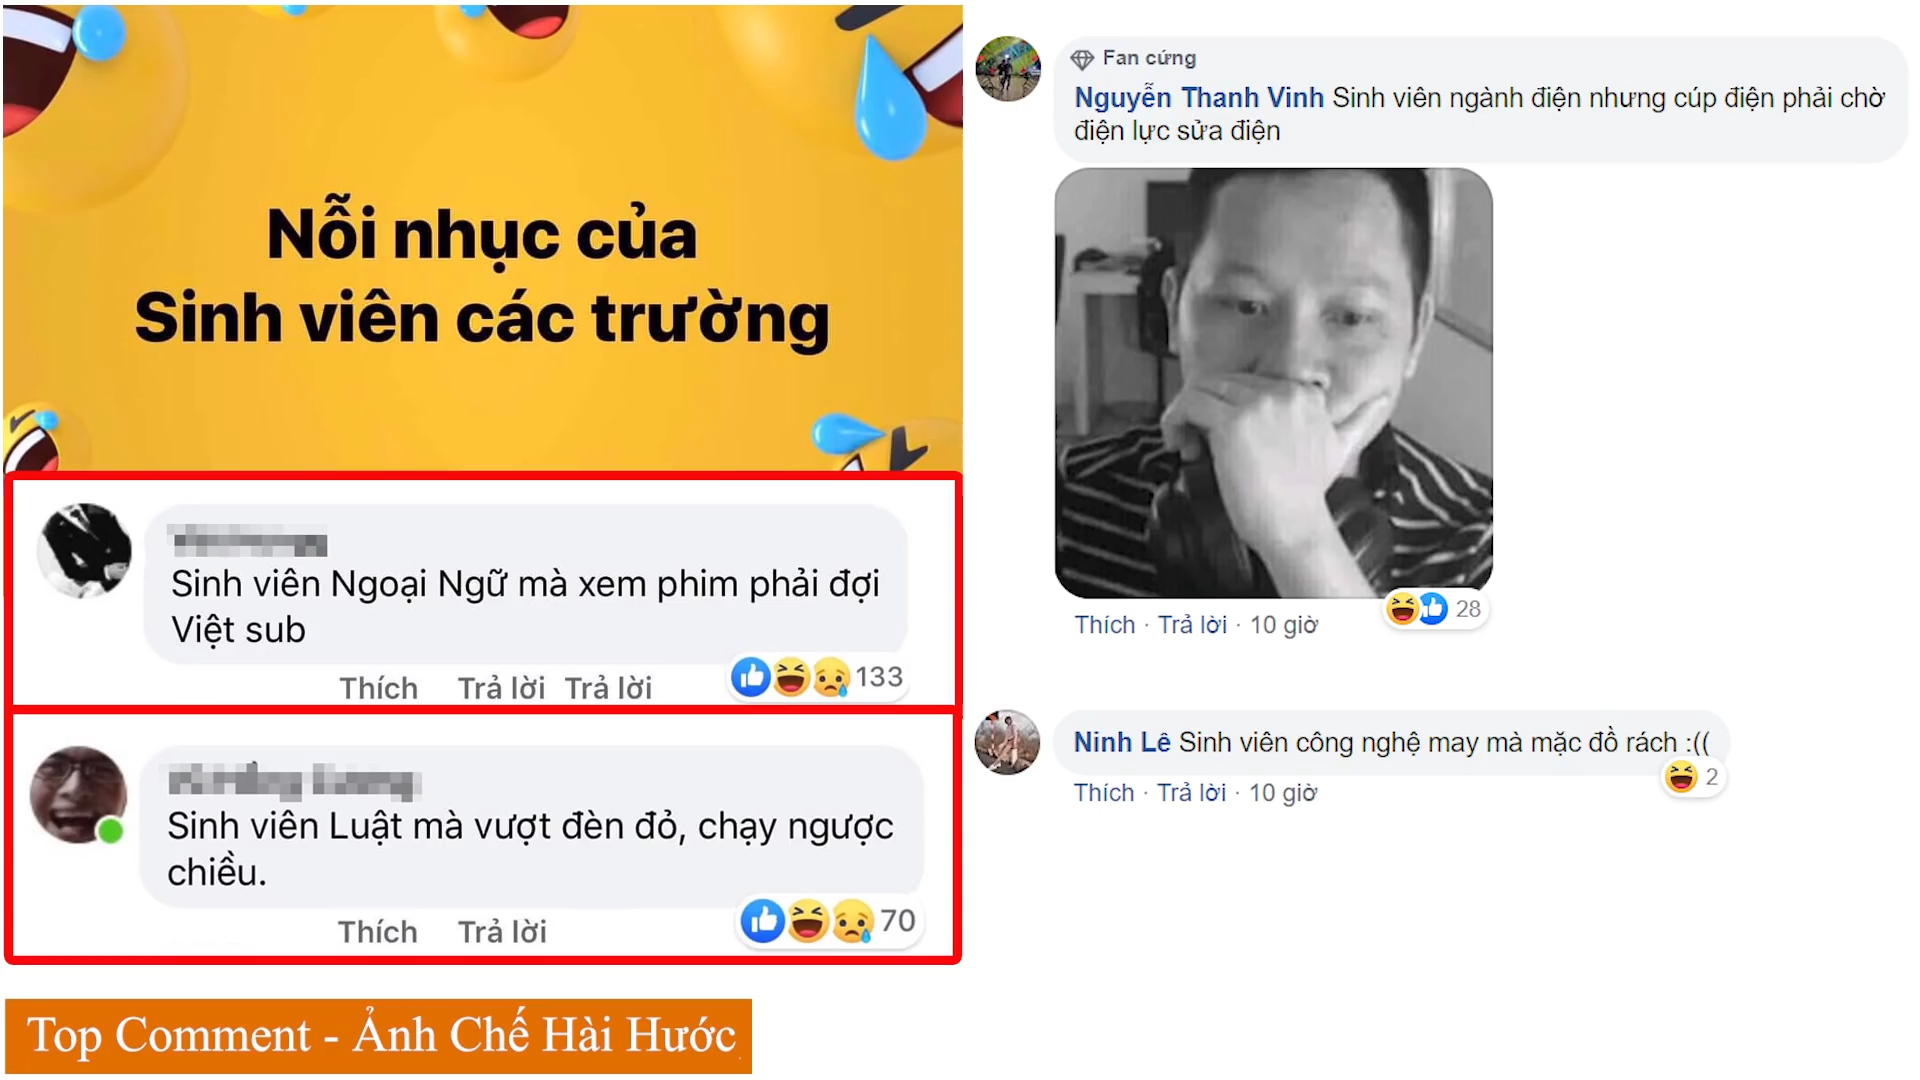 Nỗi nhục của
Sinh viên các trường
Sinh viên Ngoại Ngữ mà xem phim phải đợi
Việt sub
Thích Trả lời Trả lời 133
Sinh viên Luật mà vượt đèn đỏ, chạy ngược
chiều.
Thích Trả lời 70
Top Comment - Ảnh Chế Hài Hước
Fan cứng
Nguyễn Thanh Vinh Sinh viên ngành điện nhưng cúp điện phải chờ
điện lực sửa điện
Thích · Trả lời · 10 giờ 28
Ninh Lê Sinh viên công nghệ may mà mặc đồ rách :((
Thích · Trả lời · 10 giờ 2